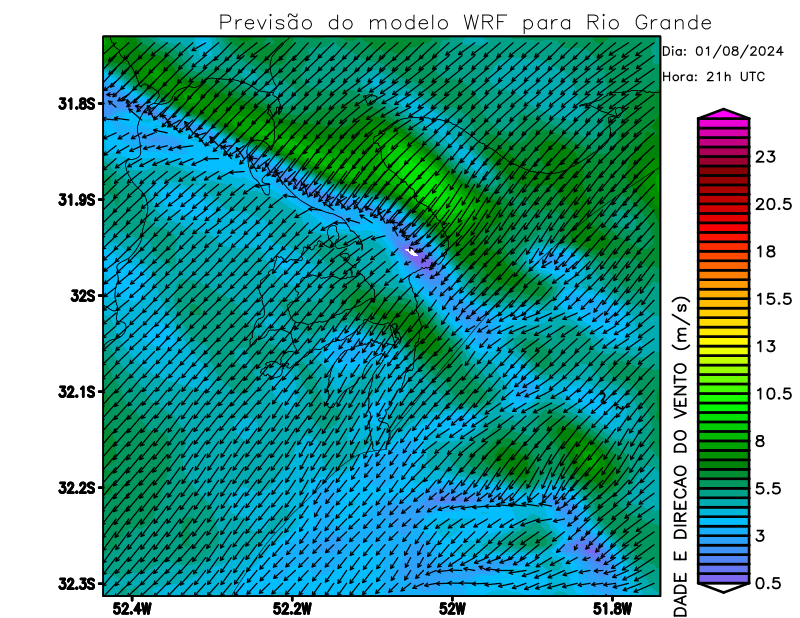 Previsão do modelo WRF para Rio Grande
Dia: 01/08/2024
Hora: 21h UTC
31.8S
31.9S
32S
32.1S
32.2S
32.3S
52.4W
52.2W
52W
51.8W
23
20.5
18
15.5
13
10.5
8
5.5
3
0.5
DADE E DIRECAO DO VENTO (m/s)